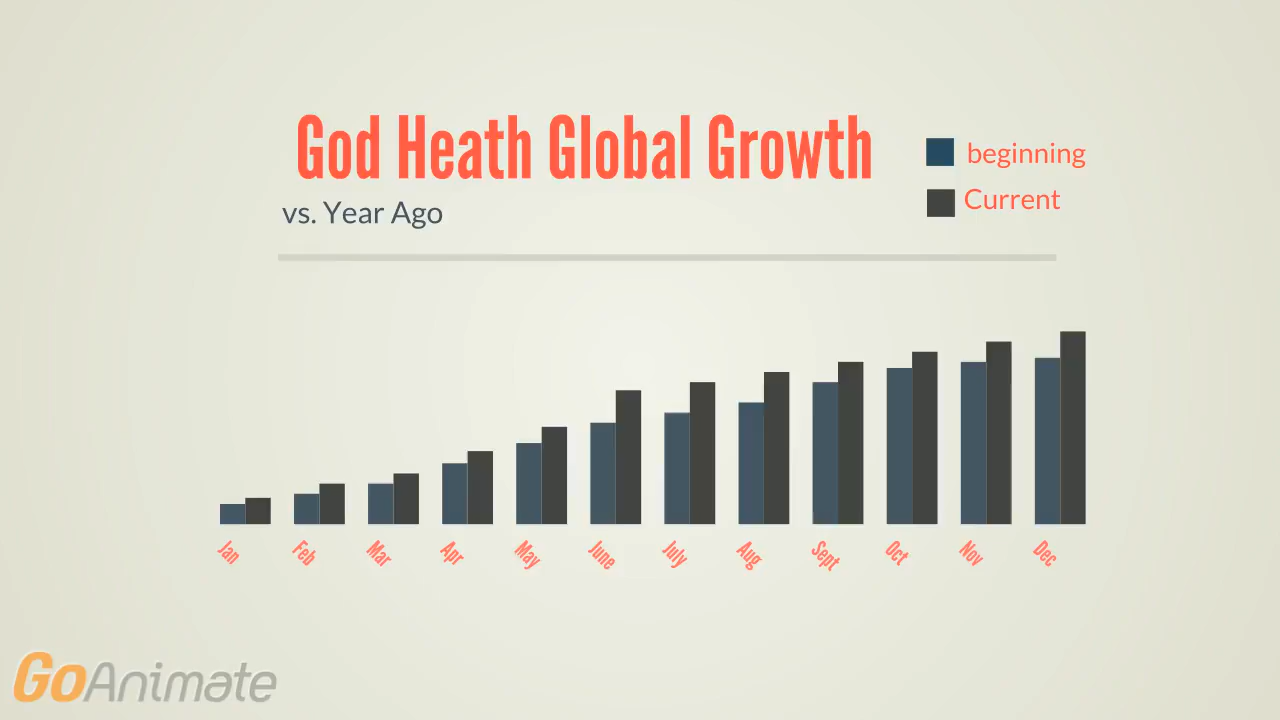 God Heath Global Growth
vs. Year Ago
beginning
Current
Jan Feb Mar Apr May June July Aug Sept Oct Nov Dec
GoAnimate